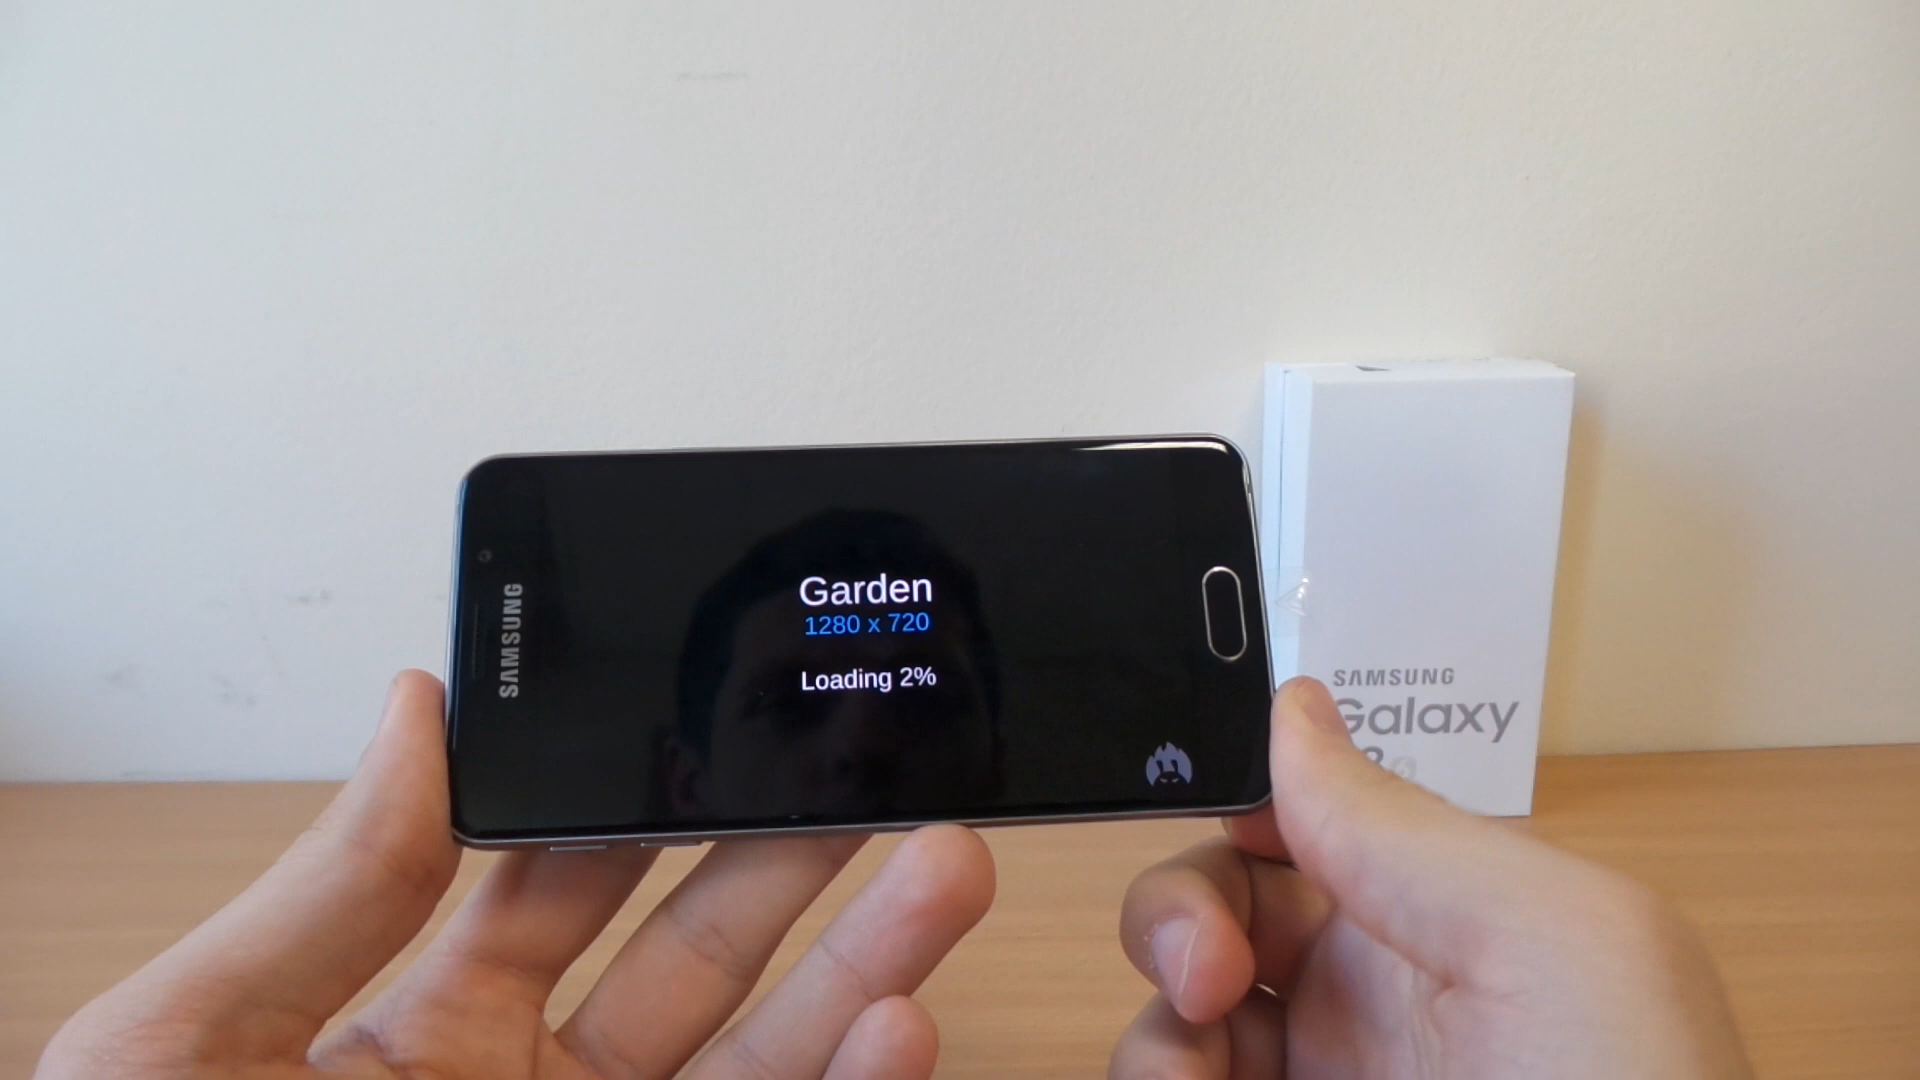 SAMSUNG
Garden
1280 x 720
Loading 2%
SAMSUNG
Galaxy